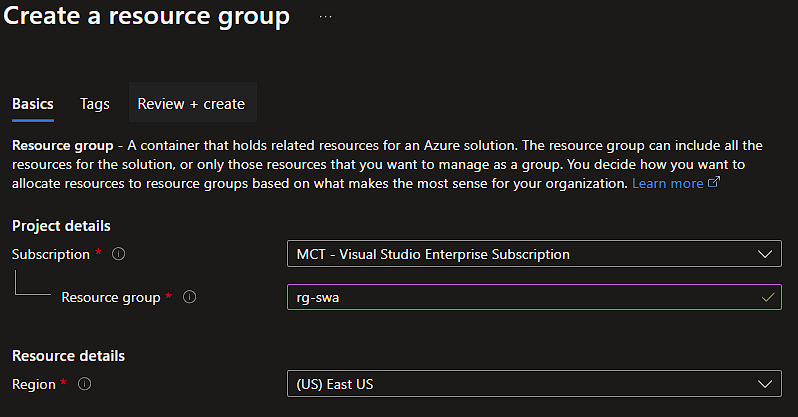 Create a resource group ...
Basics Tags Review + create
Resource group - A container that holds related resources for an Azure solution. The resource group can include all the
resources for the solution, or only those resources that you want to manage as a group. You decide how you want to
allocate resources to resource groups based on what makes the most sense for your organization. Learn more
Project details
Subscription * MCT - Visual Studio Enterprise Subscription
Resource group * rg-swa
Resource details
Region * (US) East US